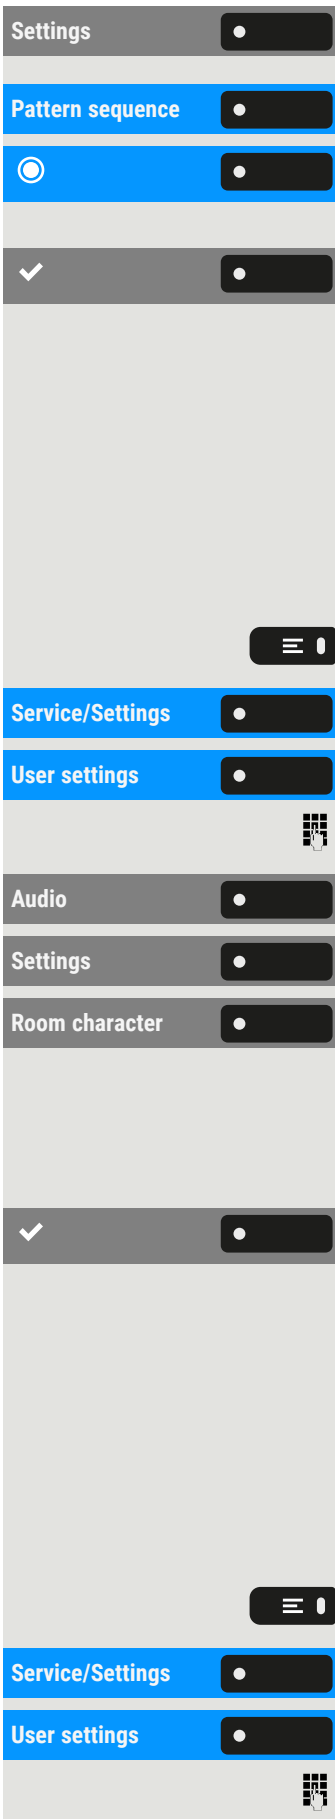 Settings
Pattern sequence
Service/Settings
User settings
Audio
Settings
Room character
Service/Settings
User settings